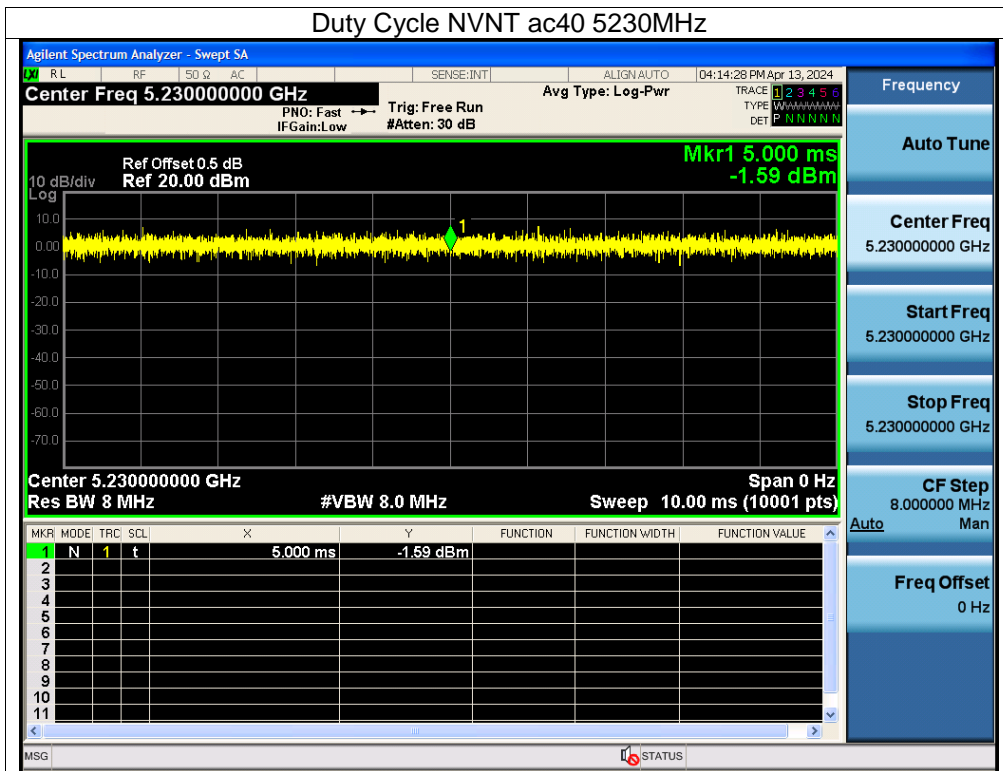 Duty Cycle NVNT ac40 5230MHz
Agilent Spectrum Analyzer - Swept SA
LXI RL RF 50 Ω AC SENSE:INT ALIGN AUTO 04:14:28 PM Apr 13, 2024
Center Freq 5.230000000 GHz
PNO: Fast
IFGain:Low
Trig: Free Run
#Atten: 30 dB
Avg Type: Log-Pwr
TRACE 1 2 3 4 5 6
TYPE WWWWWW
DET P N N N N N
Mkr1 5.000 ms
-1.59 dBm
Ref Offset 0.5 dB
Ref 20.00 dBm
10 dB/div
Log
1
10.0
0.00
-10.0
-20.0
-30.0
-40.0
-50.0
-60.0
-70.0
Center 5.230000000 GHz Span 0 Hz
Res BW 8 MHz #VBW 8.0 MHz Sweep 10.00 ms (10001 pts)
MKR MODE TRC SCL X Y FUNCTION FUNCTION WIDTH FUNCTION VALUE
1 N 1 t 5.000 ms -1.59 dBm
2
3
4
5
6
7
8
9
10
11
MSG STATUS
Frequency
Auto Tune
Center Freq
5.230000000 GHz
Start Freq
5.230000000 GHz
Stop Freq
5.230000000 GHz
CF Step
8.000000 MHz
Auto Man
Freq Offset
0 Hz